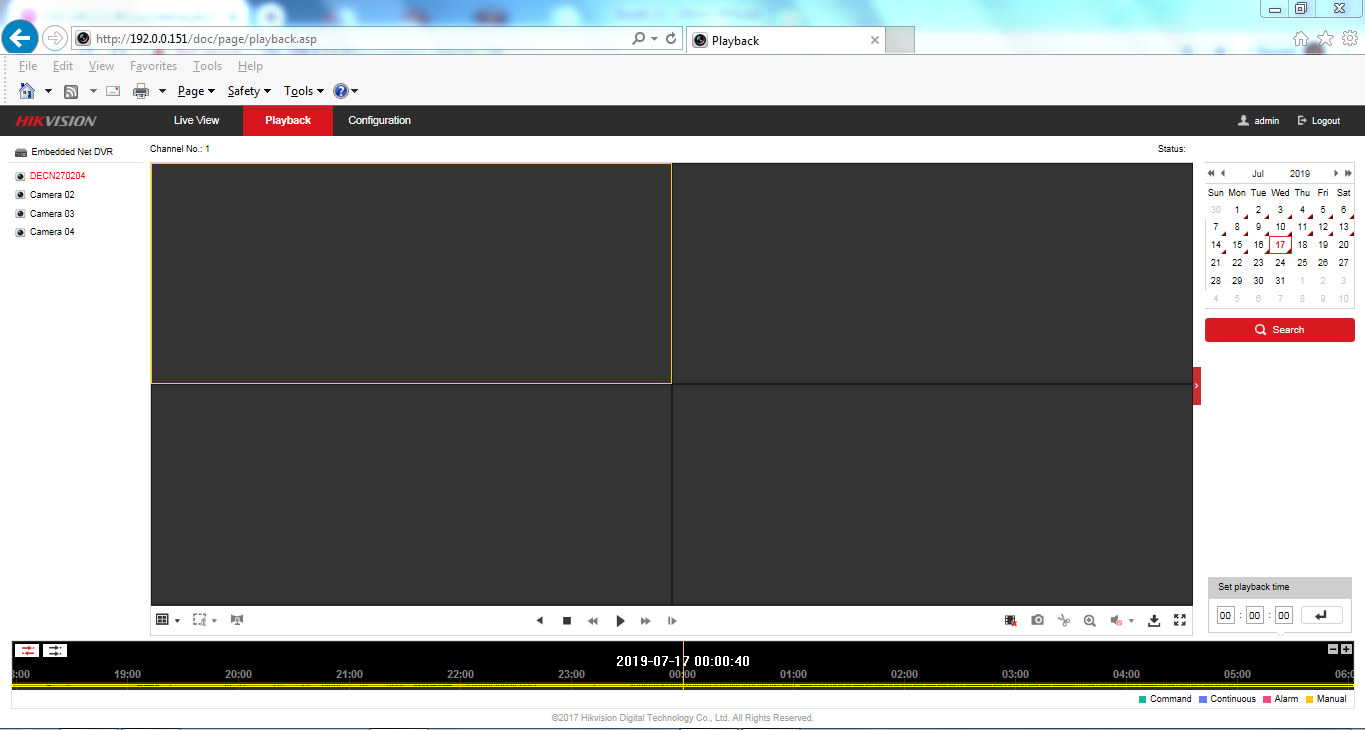 http://192.0.0.151/doc/page/playback.asp
Playback
File Edit View Favorites Tools Help
Page Safety Tools
HIKVISION Live View Playback Configuration admin Logout
Embedded Net DVR
DECN270204
Camera 02
Camera 03
Camera 04
Channel No.: 1
Status:
Jul 2019
Sun Mon Tue Wed Thu Fri Sat
30 1 2 3 4 5 6
7 8 9 10 11 12 13
14 15 16 17 18 19 20
21 22 23 24 25 26 27
28 29 30 31 1 2 3
4 5 6 7 8 9 10
Search
Set playback time
00 : 00 : 00
2019-07-17 00:00:40
:00 19:00 20:00 21:00 22:00 23:00 00:00 01:00 02:00 03:00 04:00 05:00 06:0
Command Continuous Alarm Manual
©2017 Hikvision Digital Technology Co., Ltd. All Rights Reserved.